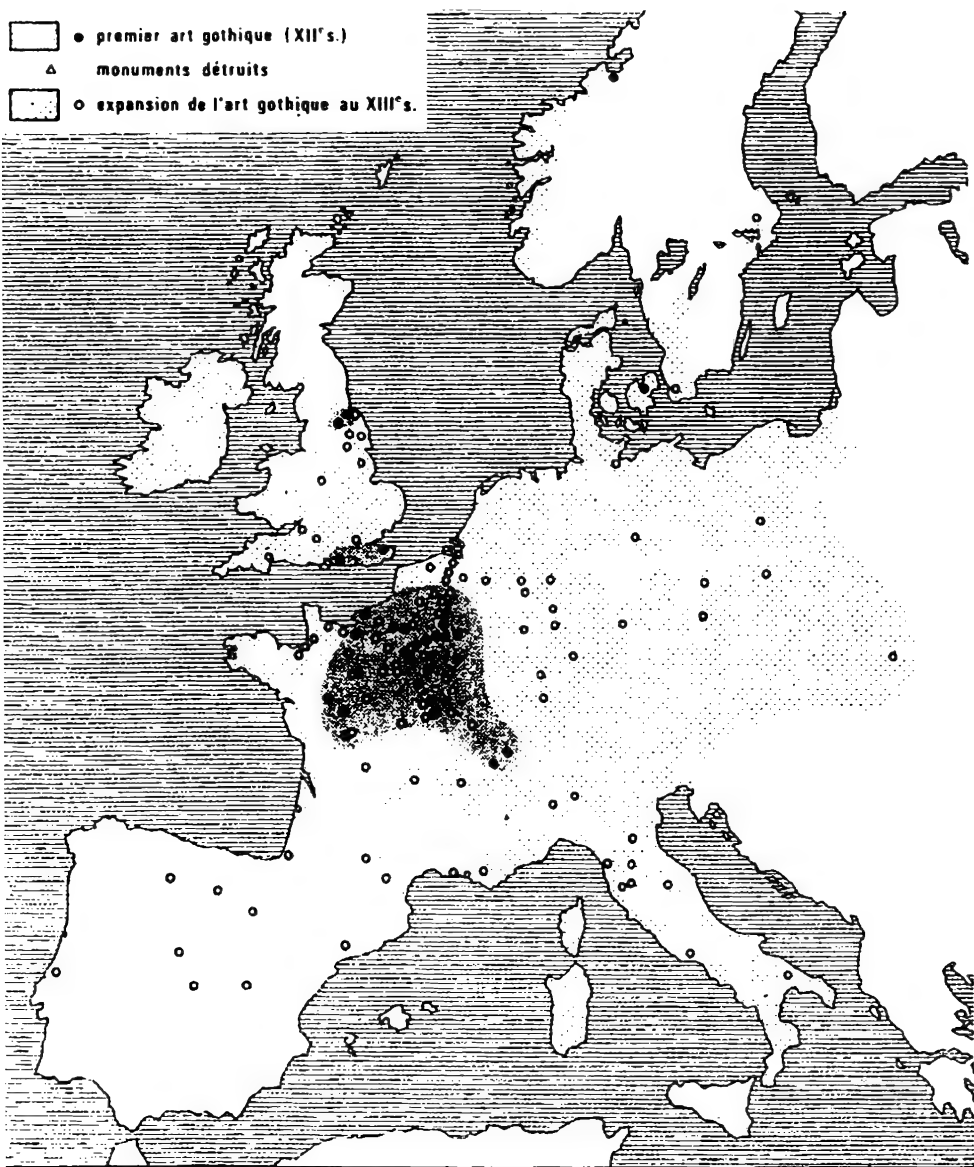 premier art gothique (XIIᵉ s.)
monuments détruits
expansion de l'art gothique au XIIIᵉ s.